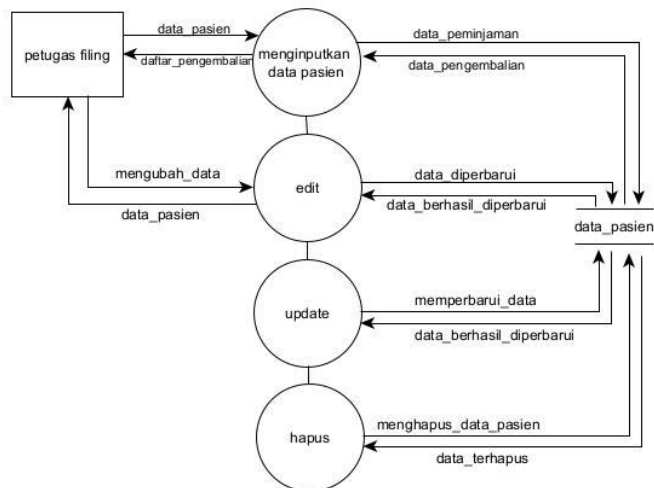 data_pasien
data_peminjaman
petugas filing
menginputkan
data pasien
daftar_pengembalian
data_pengembalian
mengubah_data
edit
data_diperbarui
data_pasien
data_berhasil_diperbarui
data_pasien
update
memperbarui_data
data_berhasil_diperbarui
hapus
menghapus_data_pasien
data_terhapus